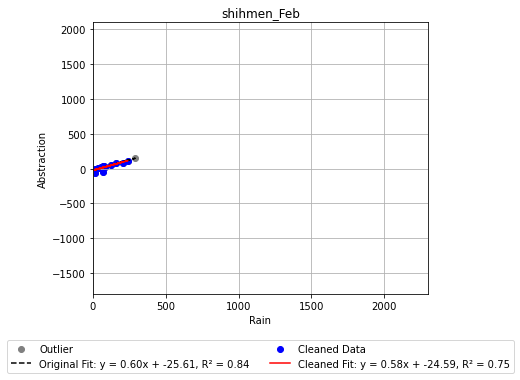 shihmen_Feb
2000
1500
1000
500
0
−500
−1000
−1500
Abstraction
0 500 1000 1500 2000
Rain
Outlier Cleaned Data
Original Fit: y = 0.60x + -25.61, R² = 0.84 Cleaned Fit: y = 0.58x + -24.59, R² = 0.75